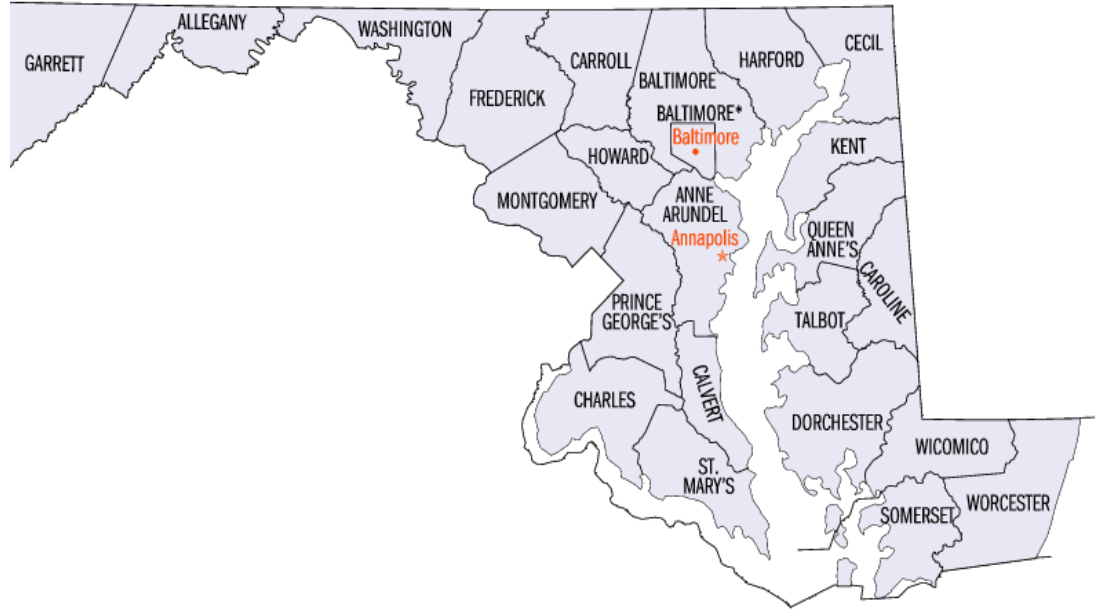 GARRETT
ALLEGANY
WASHINGTON
FREDERICK
CARROLL
BALTIMORE
HARFORD
CECIL
BALTIMORE*
Baltimore
HOWARD
KENT
MONTGOMERY
ANNE
ARUNDEL
Annapolis
QUEEN
ANNE'S
CAROLINE
PRINCE
GEORGE'S
TALBOT
CALVERT
CHARLES
DORCHESTER
ST.
MARY'S
WICOMICO
SOMERSET
WORCESTER